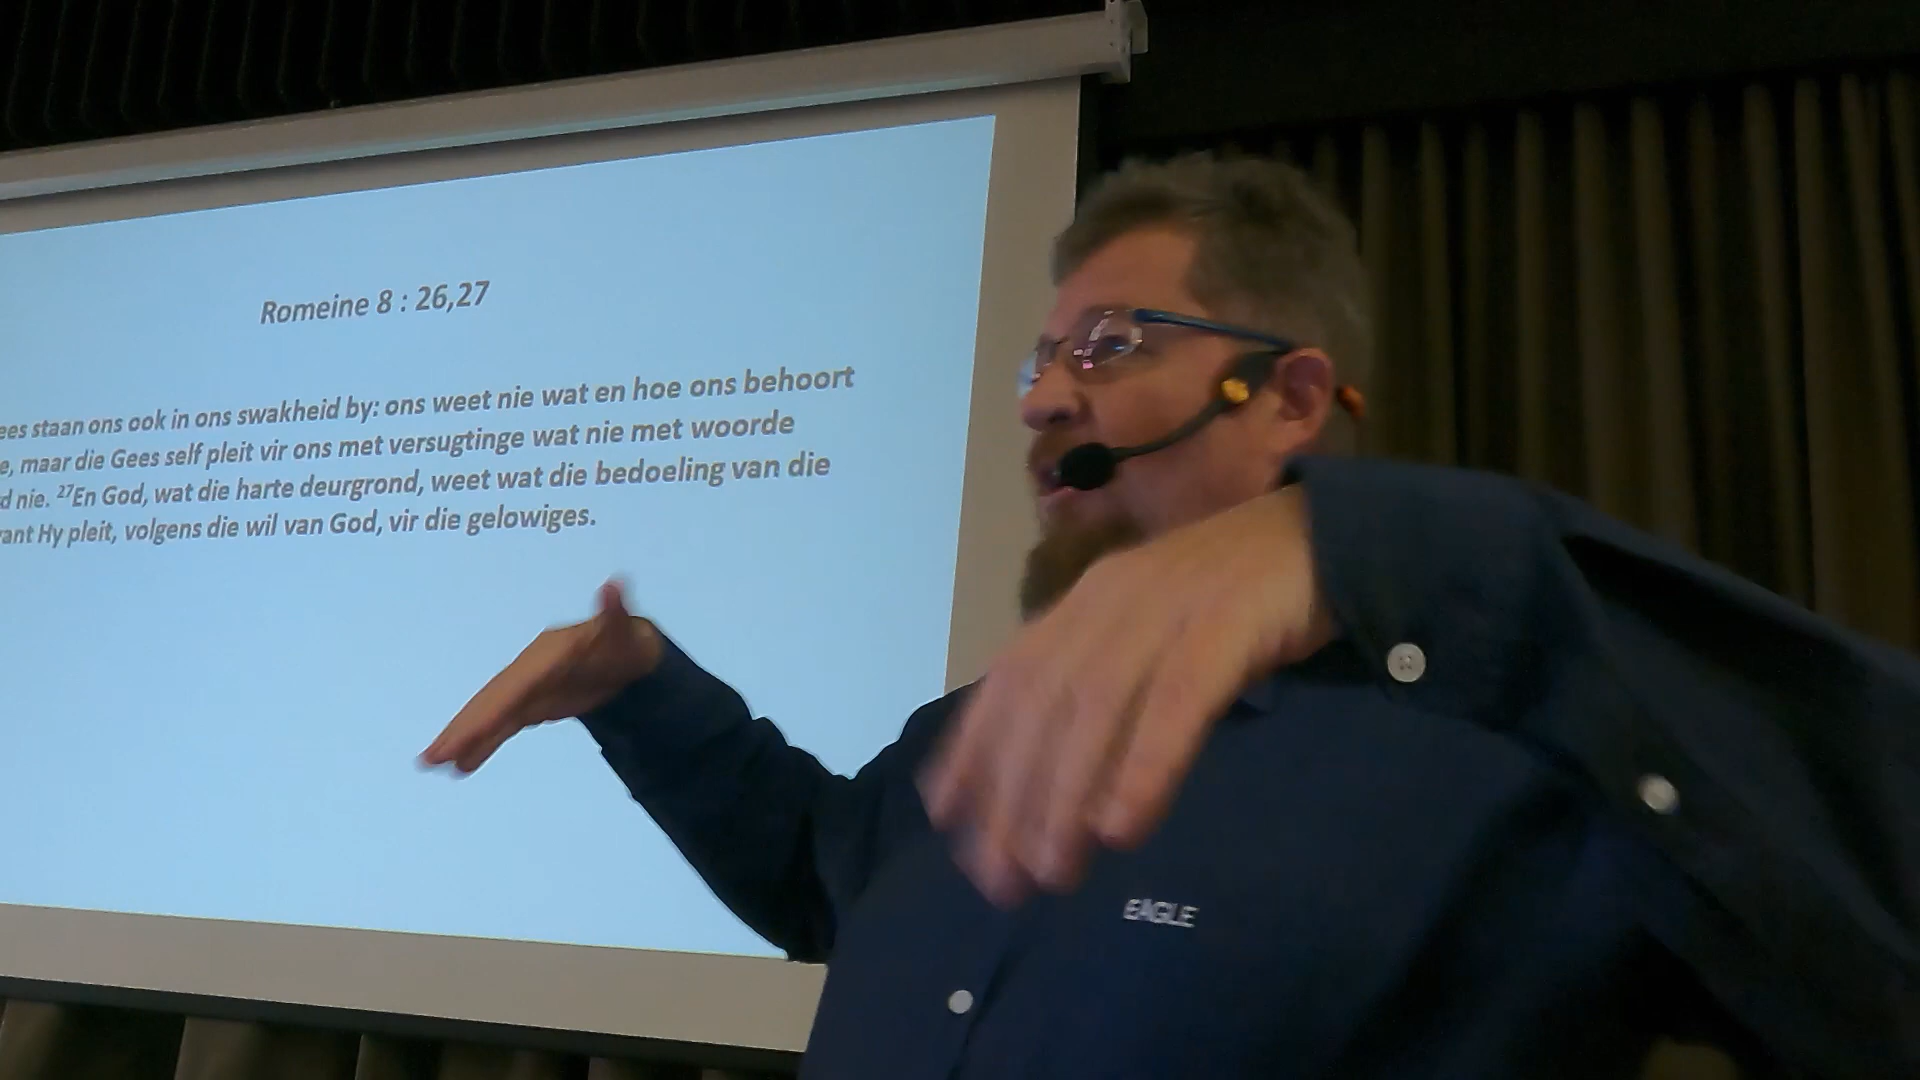 Romeine 8 : 26,27
staan ons ook in ons swakheid by: ons weet nie wat en hoe ons behoort
maar die Gees self pleit vir ons met versugtinge wat nie met woorde
nie. ²⁷En God, wat die harte deurgrond, weet wat die bedoeling van die
Hy pleit, volgens die wil van God, vir die gelowiges.
EAGLE